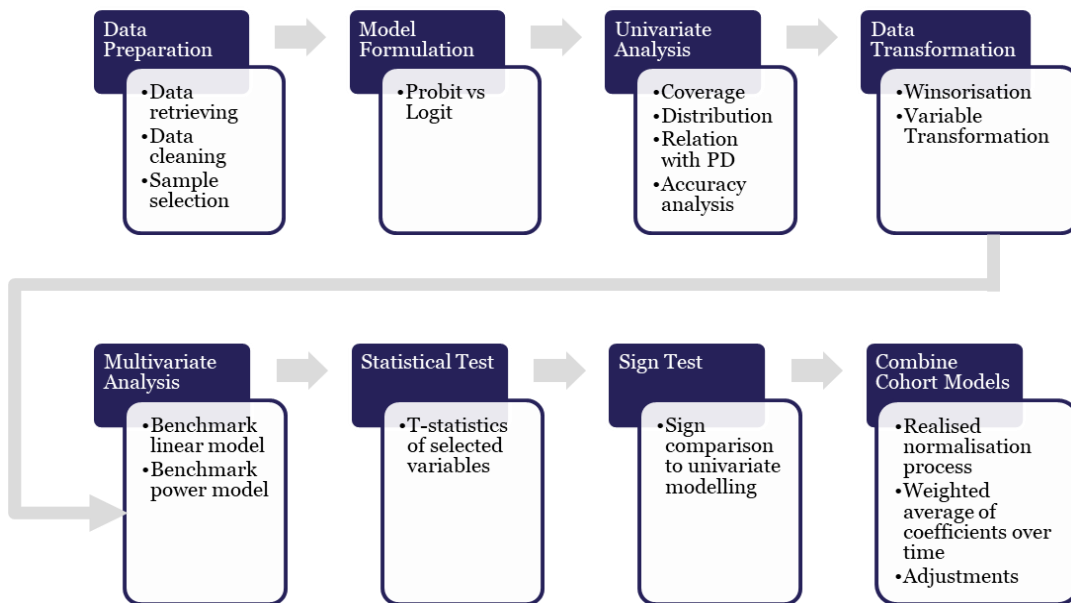 Data
Preparation
•Data
retrieving
•Data
cleaning
•Sample
selection
Model
Formulation
•Probit vs
Logit
Univariate
Analysis
•Coverage
•Distribution
•Relation
with PD
•Accuracy
analysis
Data
Transformation
•Winsorisation
•Variable
Transformation
Multivariate
Analysis
•Benchmark
linear model
•Benchmark
power model
Statistical Test
•T-statistics
of selected
variables
Sign Test
•Sign
comparison
to univariate
modelling
Combine
Cohort Models
•Realised
normalisation
process
•Weighted
average of
coefficients over
time
•Adjustments